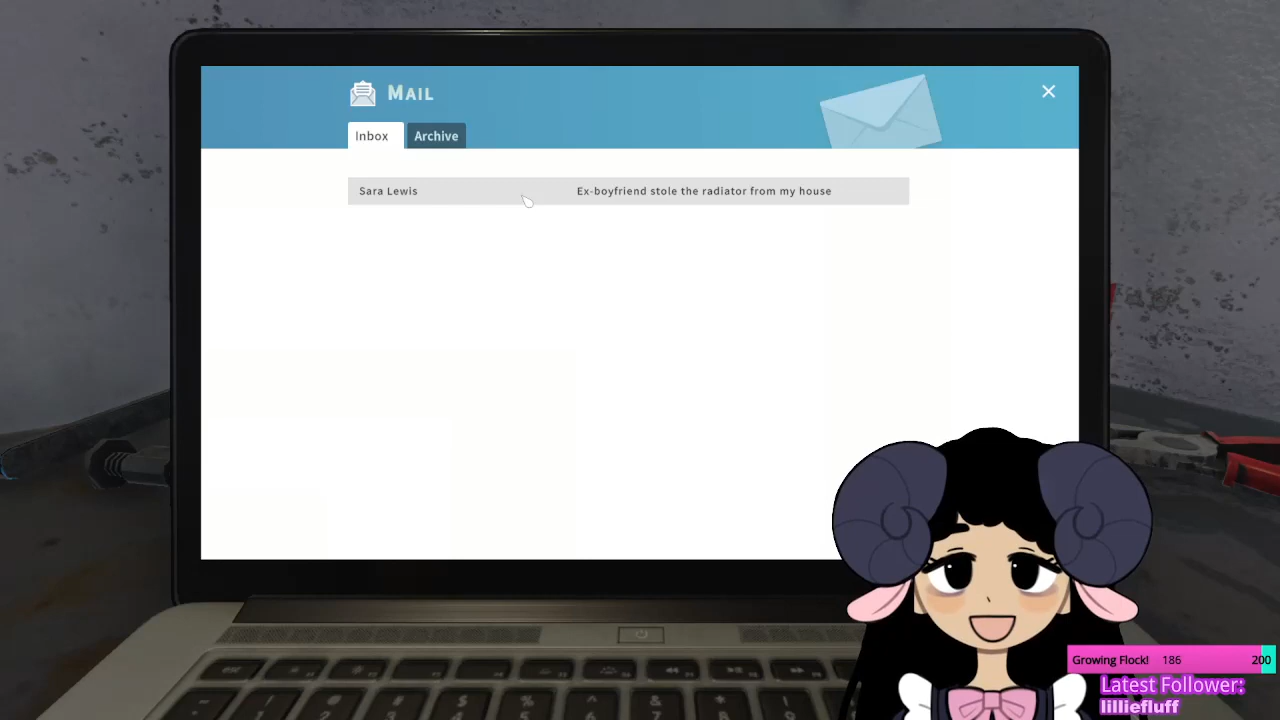 Mail
Inbox Archive
Sara Lewis Ex-boyfriend stole the radiator from my house
Growing Flock! 186 200
Latest Follower:
lilliefluff